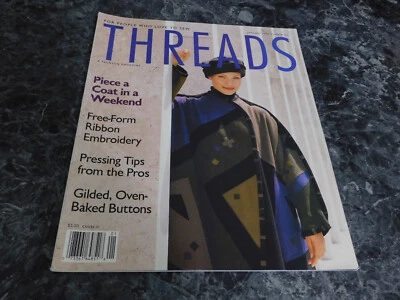 FOR PEOPLE WHO LOVE TO SEW
THREADS
Piece a
Coat in a
Weekend
Free-Form
Ribbon
Embroidery
Pressing Tips
from the Pros
Gilded, Oven-
Baked Buttons